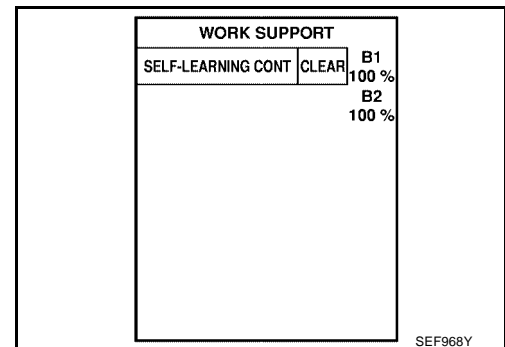 WORK SUPPORT
SELF-LEARNING CONT CLEAR B1
100 %
B2
100 %
SEF968Y